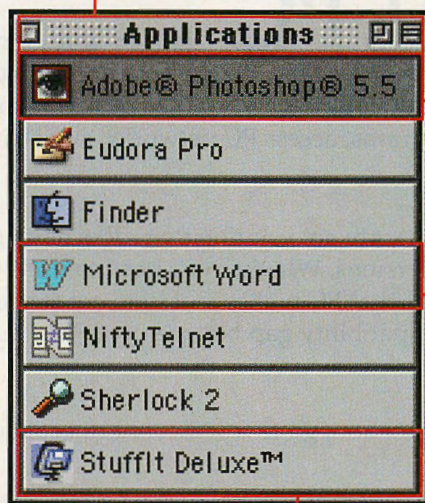 Applications
Adobe® Photoshop® 5.5
Eudora Pro
Finder
Microsoft Word
NiftyTelnet
Sherlock 2
StuffIt Deluxe™